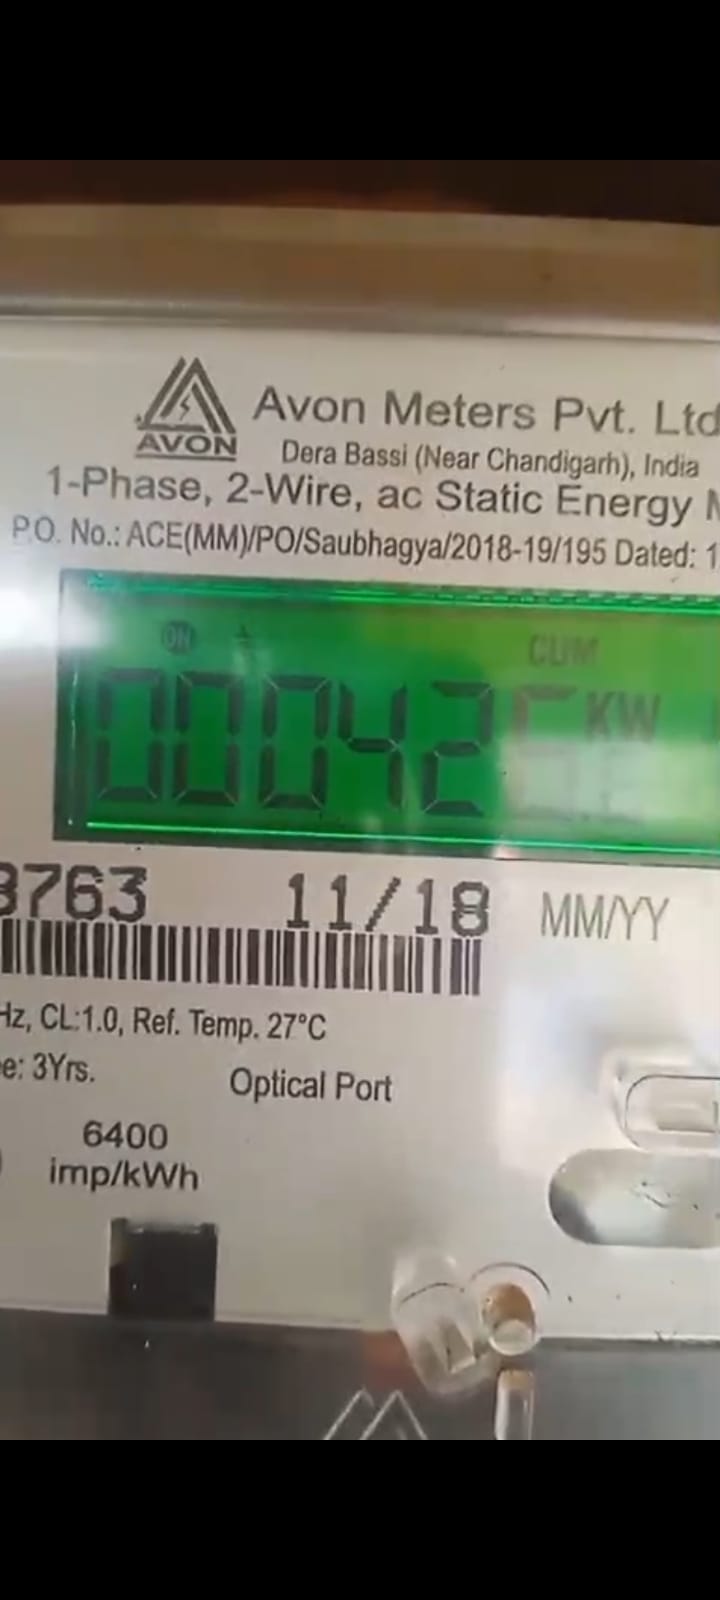 AVON
Avon Meters Pvt. Ltd
Dera Bassi (Near Chandigarh), India
1-Phase, 2-Wire, ac Static Energy
P.O. No.: ACE(MM)/PO/Saubhagya/2018-19/195 Dated: 1
ON CUM
00042 KW
3763 11/18 MM/YY
Hz, CL:1.0, Ref. Temp. 27°C
e: 3Yrs.
Optical Port
6400
imp/kWh